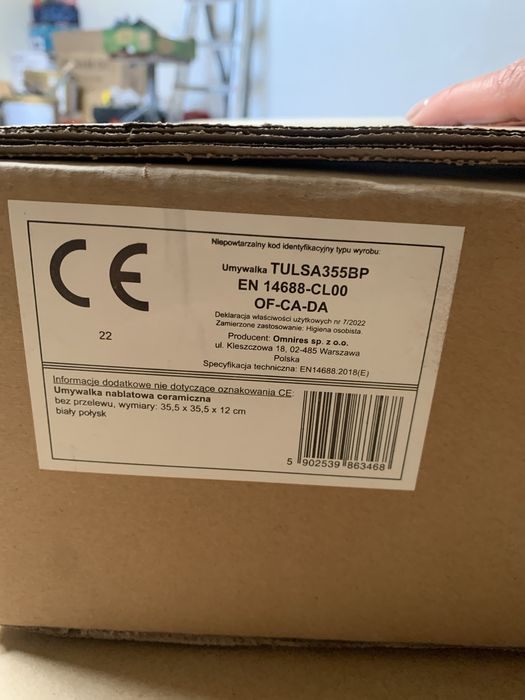 CE
22
Niepowtarzalny kod identyfikacyjny typu wyrobu:
Umywalka TULSA355BP
EN 14688-CL00
OF-CA-DA
Deklaracja właściwości użytkowych nr 7/2022
Zamierzone zastosowanie: Higiena osobista
Producent: Omnires sp. z o.o.
ul. Kleszczowa 18, 02-485 Warszawa
Polska
Specyfikacja techniczna: EN14688:2018(E)
Informacje dodatkowe nie dotyczące oznakowania CE:
Umywalka nablatowa ceramiczna
bez przelewu, wymiary: 35,5 x 35,5 x 12 cm
biały połysk
5 902539 863468